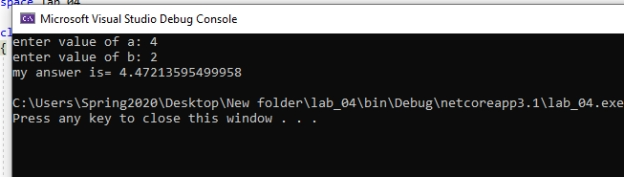 space lab_04
Microsoft Visual Studio Debug Console
cl
{
enter value of a: 4
enter value of b: 2
my answer is= 4.47213595499958
C:\Users\Spring2020\Desktop\New folder\lab_04\bin\Debug\netcoreapp3.1\lab_04.exe
Press any key to close this window . . .